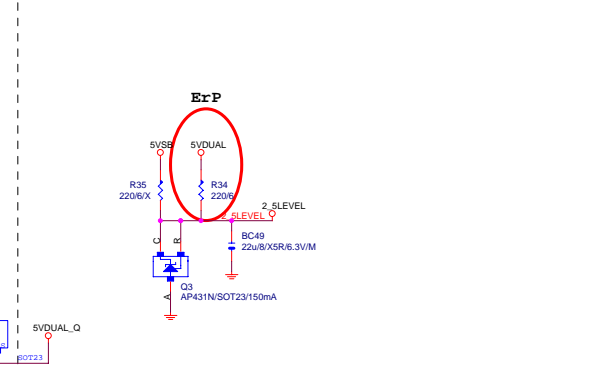 ErP
5VSB
5VDUAL
R35
220/6/X
R34
220/6
2_5LEVEL
2_5LEVEL
BC49
22u/8/X5R/6.3V/M
C
R
A
Q3
AP431N/SOT23/150mA
5VDUAL_Q
S
SOT23